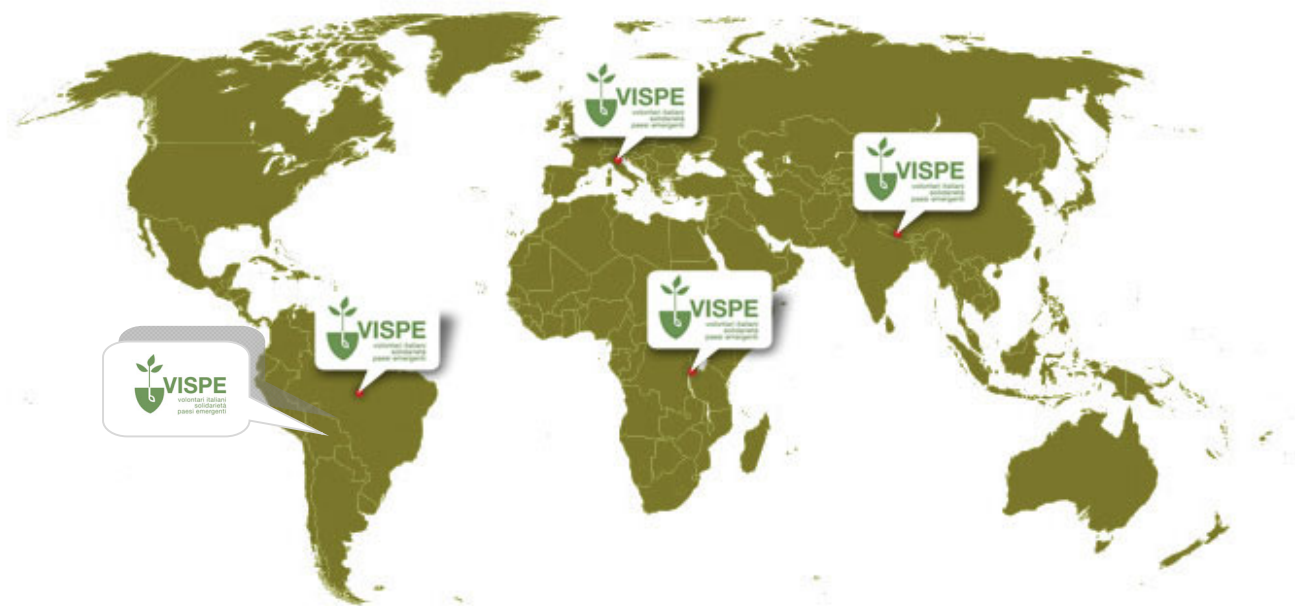 VISPE
volontari italiani
solidarietà
paesi emergenti
VISPE
volontari italiani
solidarietà
paesi emergenti
VISPE
volontari italiani
solidarietà
paesi emergenti
VISPE
volontari italiani
solidarietà
paesi emergenti
VISPE
volontari italiani
solidarietà
paesi emergenti